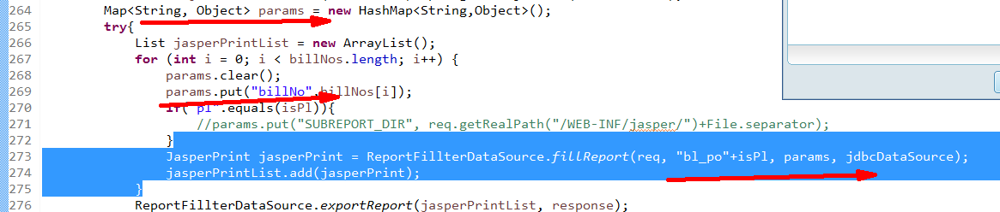 264 Map<String, Object> params = new HashMap<String,Object>();
265 try{
266 List jasperPrintList = new ArrayList();
267 for (int i = 0; i < billNos.length; i++) {
268 params.clear();
269 params.put("billNo",billNos[i]);
270 if("pl".equals(isPl)){
271 //params.put("SUBREPORT_DIR", req.getRealPath("/WEB-INF/jasper/")+File.separator);
272 }
273 JasperPrint jasperPrint = ReportFillterDataSource.fillReport(req, "bl_po"+isPl, params, jdbcDataSource);
274 jasperPrintList.add(jasperPrint);
275 }
276 ReportFillterDataSource.exportReport(jasperPrintList, response);